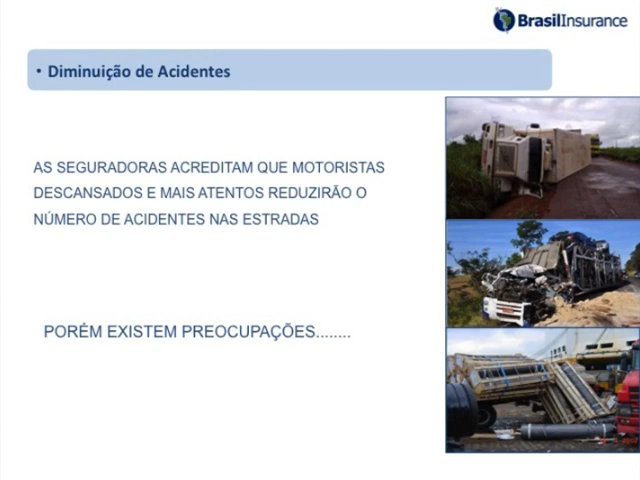 BrasilInsurance
• Diminuição de Acidentes
AS SEGURADORAS ACREDITAM QUE MOTORISTAS
DESCANSADOS E MAIS ATENTOS REDUZIRÃO O
NÚMERO DE ACIDENTES NAS ESTRADAS
PORÉM EXISTEM PREOCUPAÇÕES........